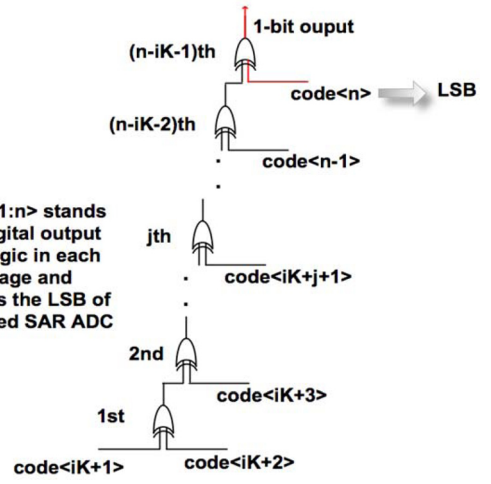 1-bit ouput
(n-iK-1)th
code<n>
LSB
(n-iK-2)th
code<n-1>
1:n> stands
gital output
jth
gic in each
age and
code<iK+j+1>
s the LSB of
ed SAR ADC
2nd
code<iK+3>
1st
code<iK+1>
code<iK+2>